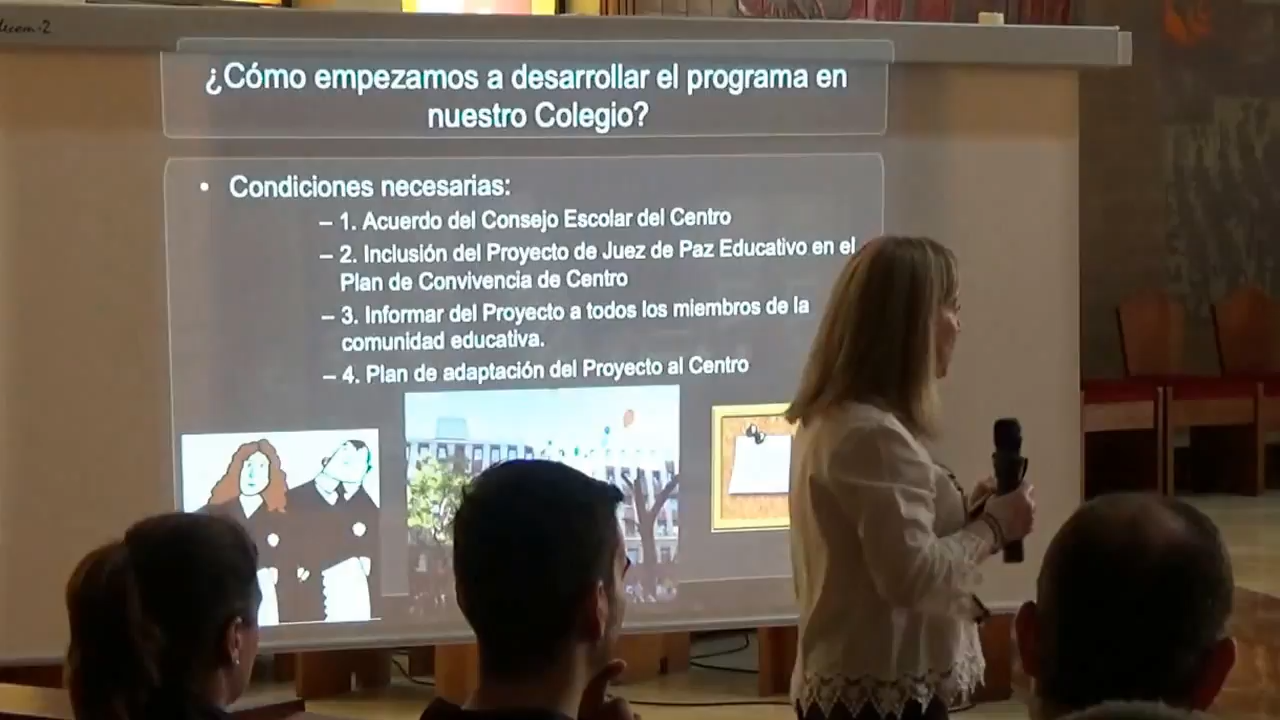 ¿Cómo empezamos a desarrollar el programa en
nuestro Colegio?
• Condiciones necesarias:
– 1. Acuerdo del Consejo Escolar del Centro
– 2. Inclusión del Proyecto de Juez de Paz Educativo en el
Plan de Convivencia de Centro
– 3. Informar del Proyecto a todos los miembros de la
comunidad educativa.
– 4. Plan de adaptación del Proyecto al Centro